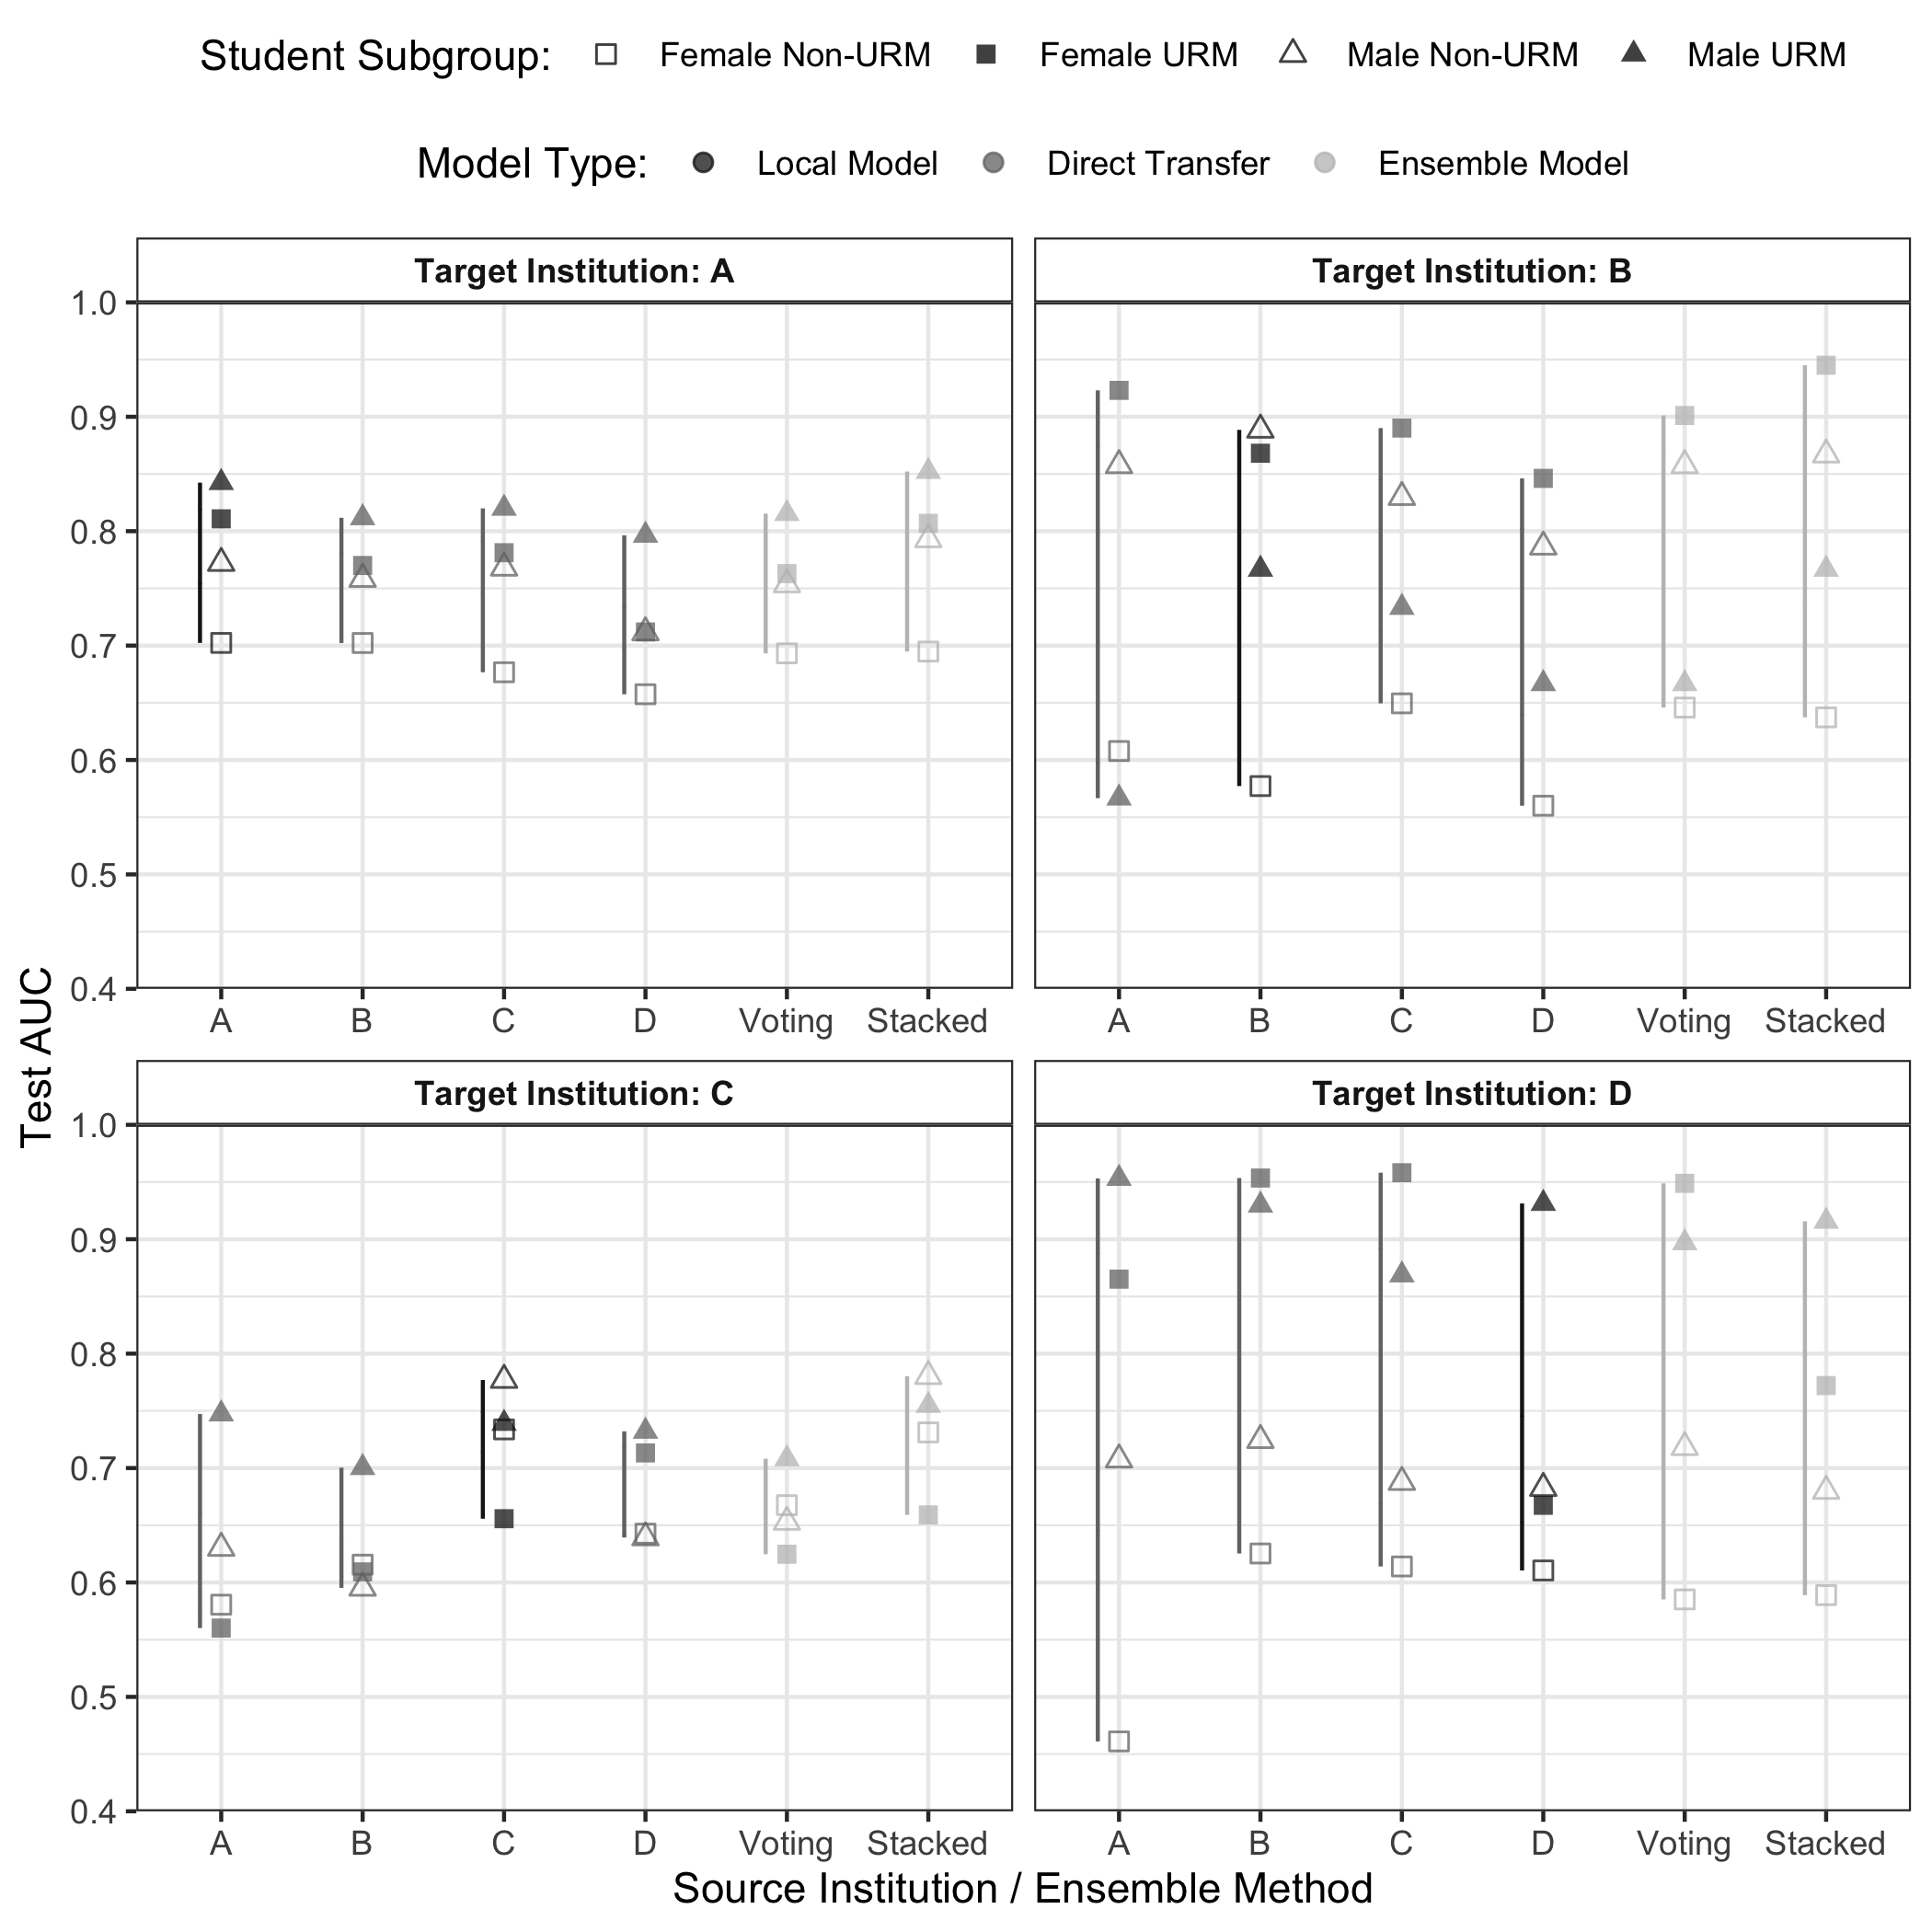 Student Subgroup: Female Non-URM Female URM Male Non-URM Male URM
Model Type: Local Model Direct Transfer Ensemble Model
Target Institution: A Target Institution: B
1.0
0.9
0.8
0.7
0.6
0.5
0.4
A B C D Voting Stacked A B C D Voting Stacked
Test AUC
Target Institution: C Target Institution: D
1.0
0.9
0.8
0.7
0.6
0.5
0.4
A B C D Voting Stacked A B C D Voting Stacked
Source Institution / Ensemble Method